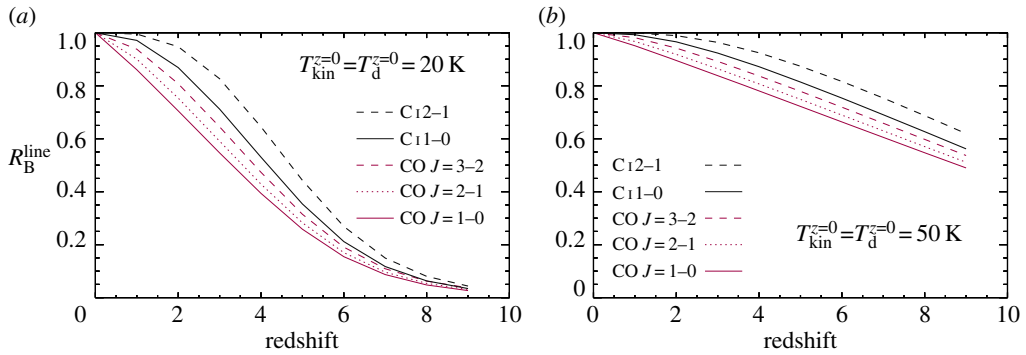 (a)
1.0
0.8
0.6
0.4
0.2
R_B^line
T_kin^z=0 = T_d^z=0 = 20 K
C I 2–1
C I 1–0
CO J = 3–2
CO J = 2–1
CO J = 1–0
0 2 4 6 8 10
redshift
(b)
1.0
0.8
0.6
0.4
0.2
C I 2–1
C I 1–0
CO J = 3–2
CO J = 2–1
CO J = 1–0
T_kin^z=0 = T_d^z=0 = 50 K
0 2 4 6 8 10
redshift